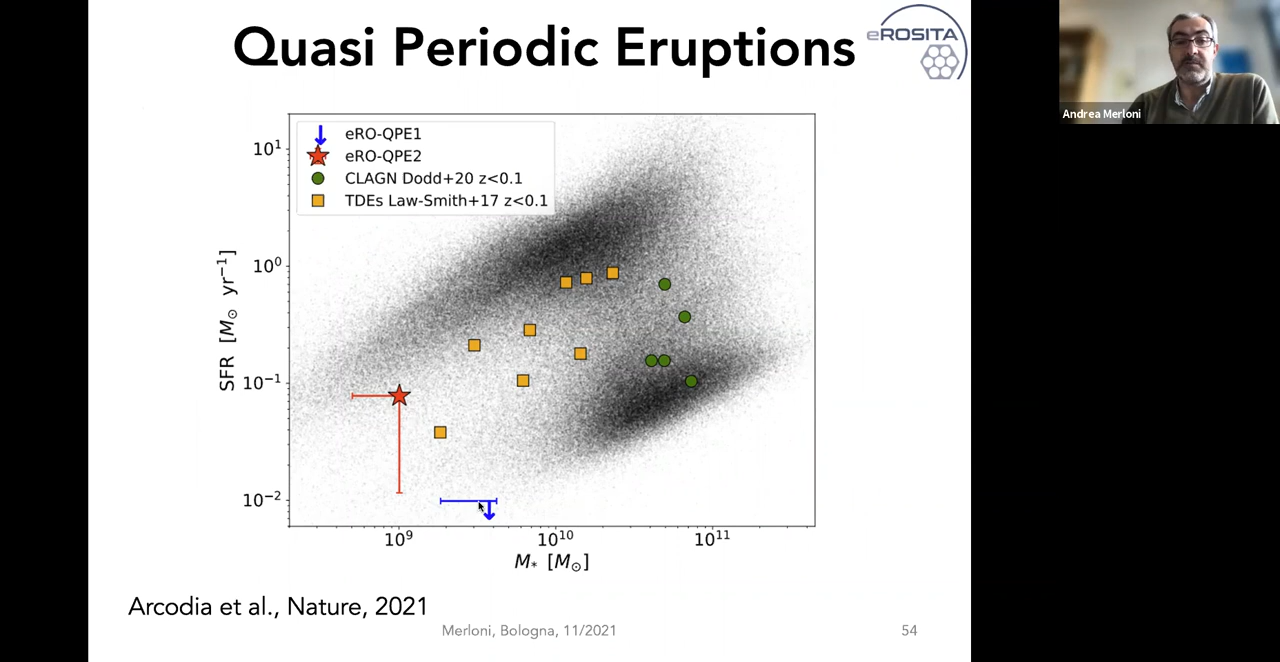 Quasi Periodic Eruptions
eROSITA
Andrea Merloni
eRO-QPE1
eRO-QPE2
CLAGN Dodd+20 z<0.1
TDEs Law-Smith+17 z<0.1
10¹
10⁰
10⁻¹
10⁻²
SFR [M⊙ yr⁻¹]
10⁹
10¹⁰
10¹¹
M* [M⊙]
Arcodia et al., Nature, 2021
Merloni, Bologna, 11/2021
54